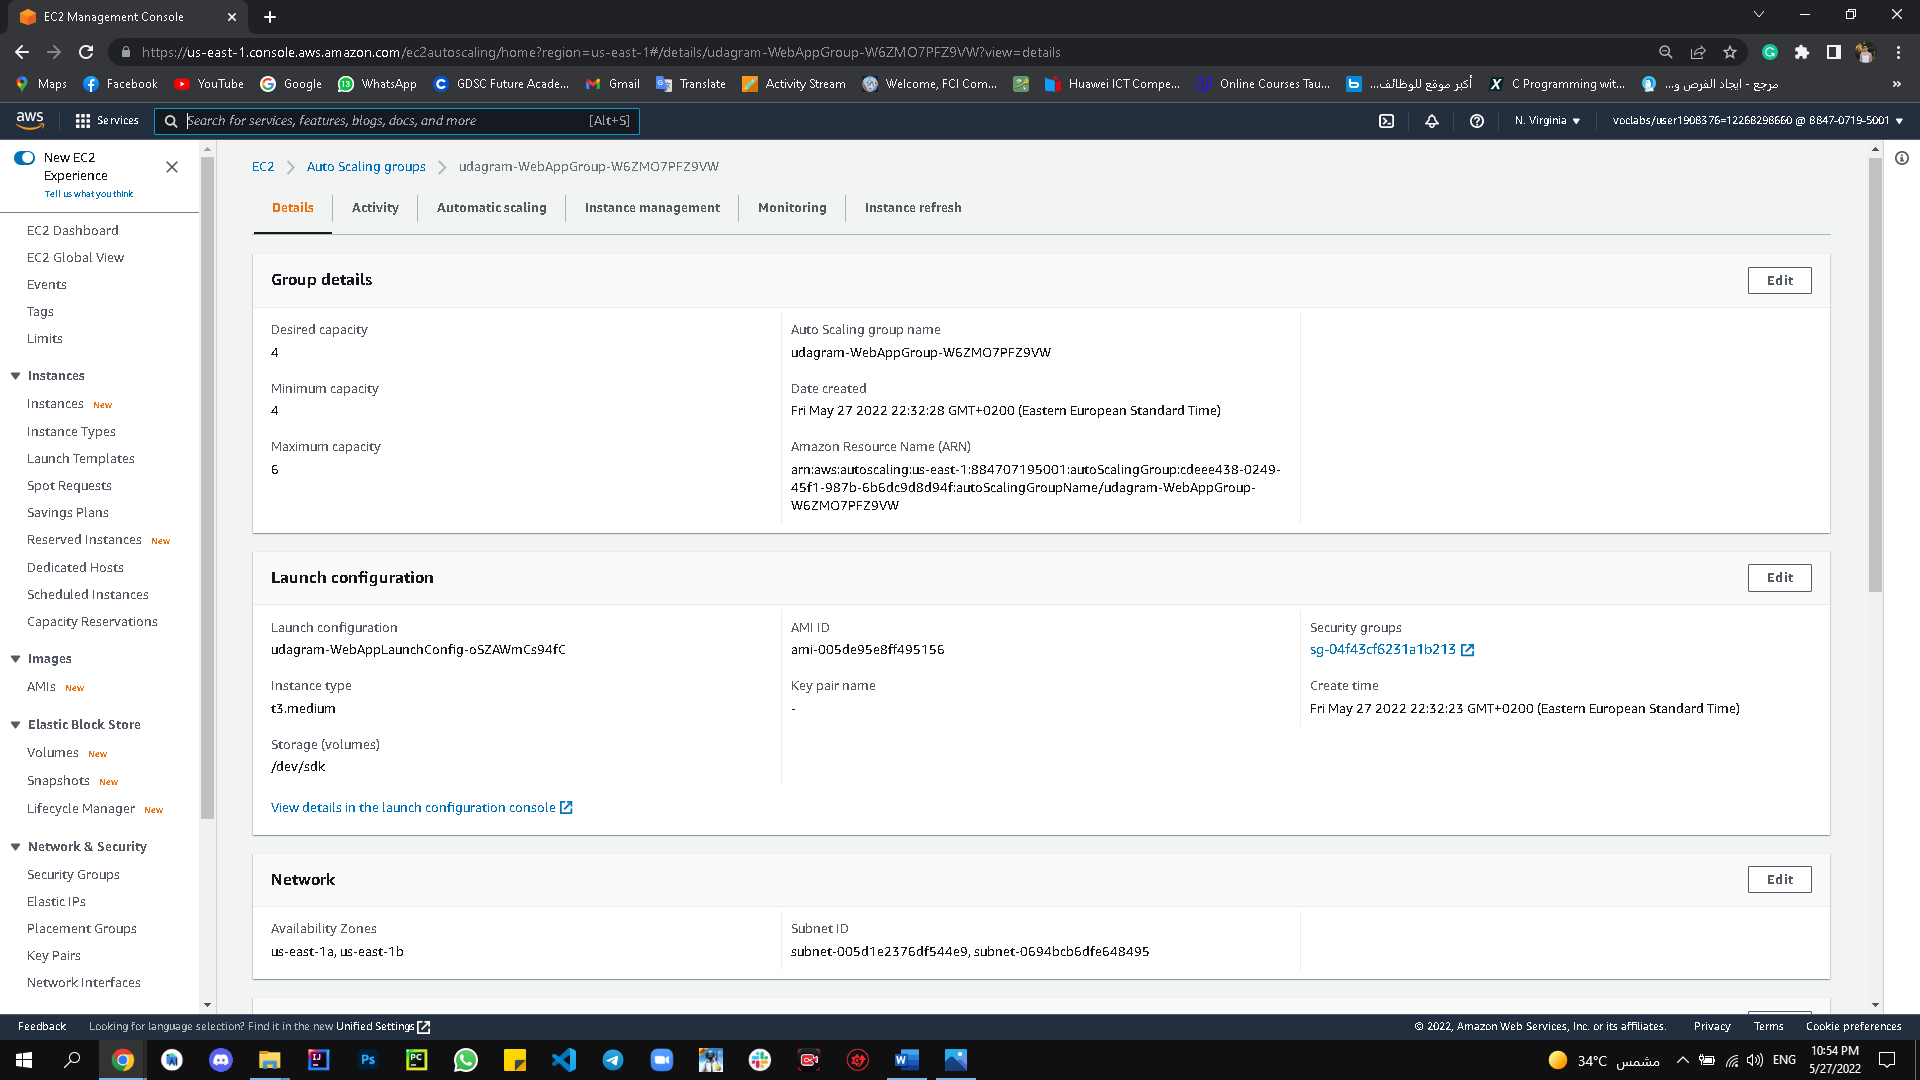 EC2 Management Console
https://us-east-1.console.aws.amazon.com/ec2autoscaling/home?region=us-east-1#/details/udagram-WebAppGroup-W6ZMO7PFZ9VW?view=details
Maps
Facebook
YouTube
Google
WhatsApp
GDSC Future Acade...
Gmail
Translate
Activity Stream
Welcome, FCI Com...
Huawei ICT Compe...
Online Courses Tau...
أكبر موقع للوظائف...
C Programming wit...
مرجع - ايجاد الفرص و...
aws
Services
Search for services, features, blogs, docs, and more
[Alt+S]
N. Virginia
voclabs/user1908376=12268298660 @ 8847-0719-5001
New EC2
Experience
Tell us what you think
EC2 Dashboard
EC2 Global View
Events
Tags
Limits
Instances
Instances New
Instance Types
Launch Templates
Spot Requests
Savings Plans
Reserved Instances New
Dedicated Hosts
Scheduled Instances
Capacity Reservations
Images
AMIs New
Elastic Block Store
Volumes New
Snapshots New
Lifecycle Manager New
Network & Security
Security Groups
Elastic IPs
Placement Groups
Key Pairs
Network Interfaces
EC2
Auto Scaling groups
udagram-WebAppGroup-W6ZMO7PFZ9VW
Details
Activity
Automatic scaling
Instance management
Monitoring
Instance refresh
Group details
Edit
Desired capacity
4
Minimum capacity
4
Maximum capacity
6
Auto Scaling group name
udagram-WebAppGroup-W6ZMO7PFZ9VW
Date created
Fri May 27 2022 22:32:28 GMT+0200 (Eastern European Standard Time)
Amazon Resource Name (ARN)
arn:aws:autoscaling:us-east-1:884707195001:autoScalingGroup:cdeee438-0249-
45f1-987b-6b6dc9d8d94f:autoScalingGroupName/udagram-WebAppGroup-
W6ZMO7PFZ9VW
Launch configuration
Edit
Launch configuration
udagram-WebAppLaunchConfig-oSZAWmCs94fC
Instance type
t3.medium
Storage (volumes)
/dev/sdk
AMI ID
ami-005de95e8ff495156
Key pair name
-
Security groups
sg-04f43cf6231a1b213
Create time
Fri May 27 2022 22:32:23 GMT+0200 (Eastern European Standard Time)
View details in the launch configuration console
Network
Edit
Availability Zones
us-east-1a, us-east-1b
Subnet ID
subnet-005d1e2376df544e9, subnet-0694bcb6dfe648495
Feedback
Looking for language selection? Find it in the new Unified Settings
© 2022, Amazon Web Services, Inc. or its affiliates.
Privacy
Terms
Cookie preferences
34°C مشمس
ENG
10:54 PM
5/27/2022